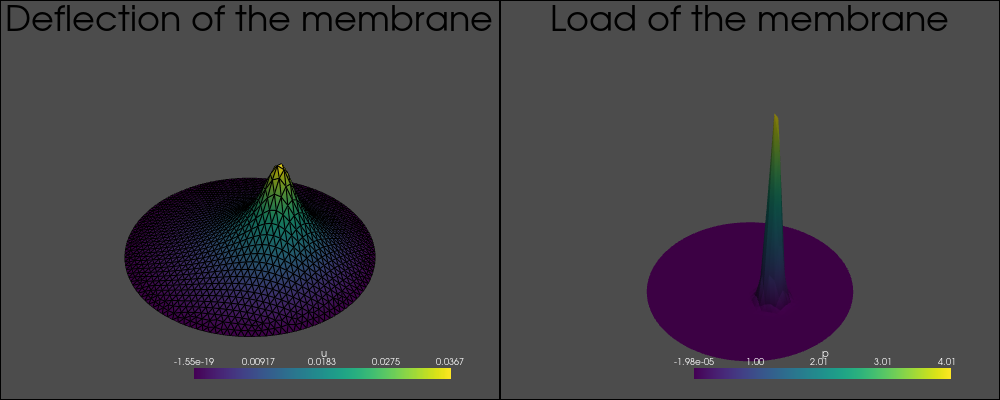 Deflection of the membrane
u
-1.55e-19 0.00917 0.0183 0.0275 0.0367
Load of the membrane
p
-1.98e-05 1.00 2.01 3.01 4.01